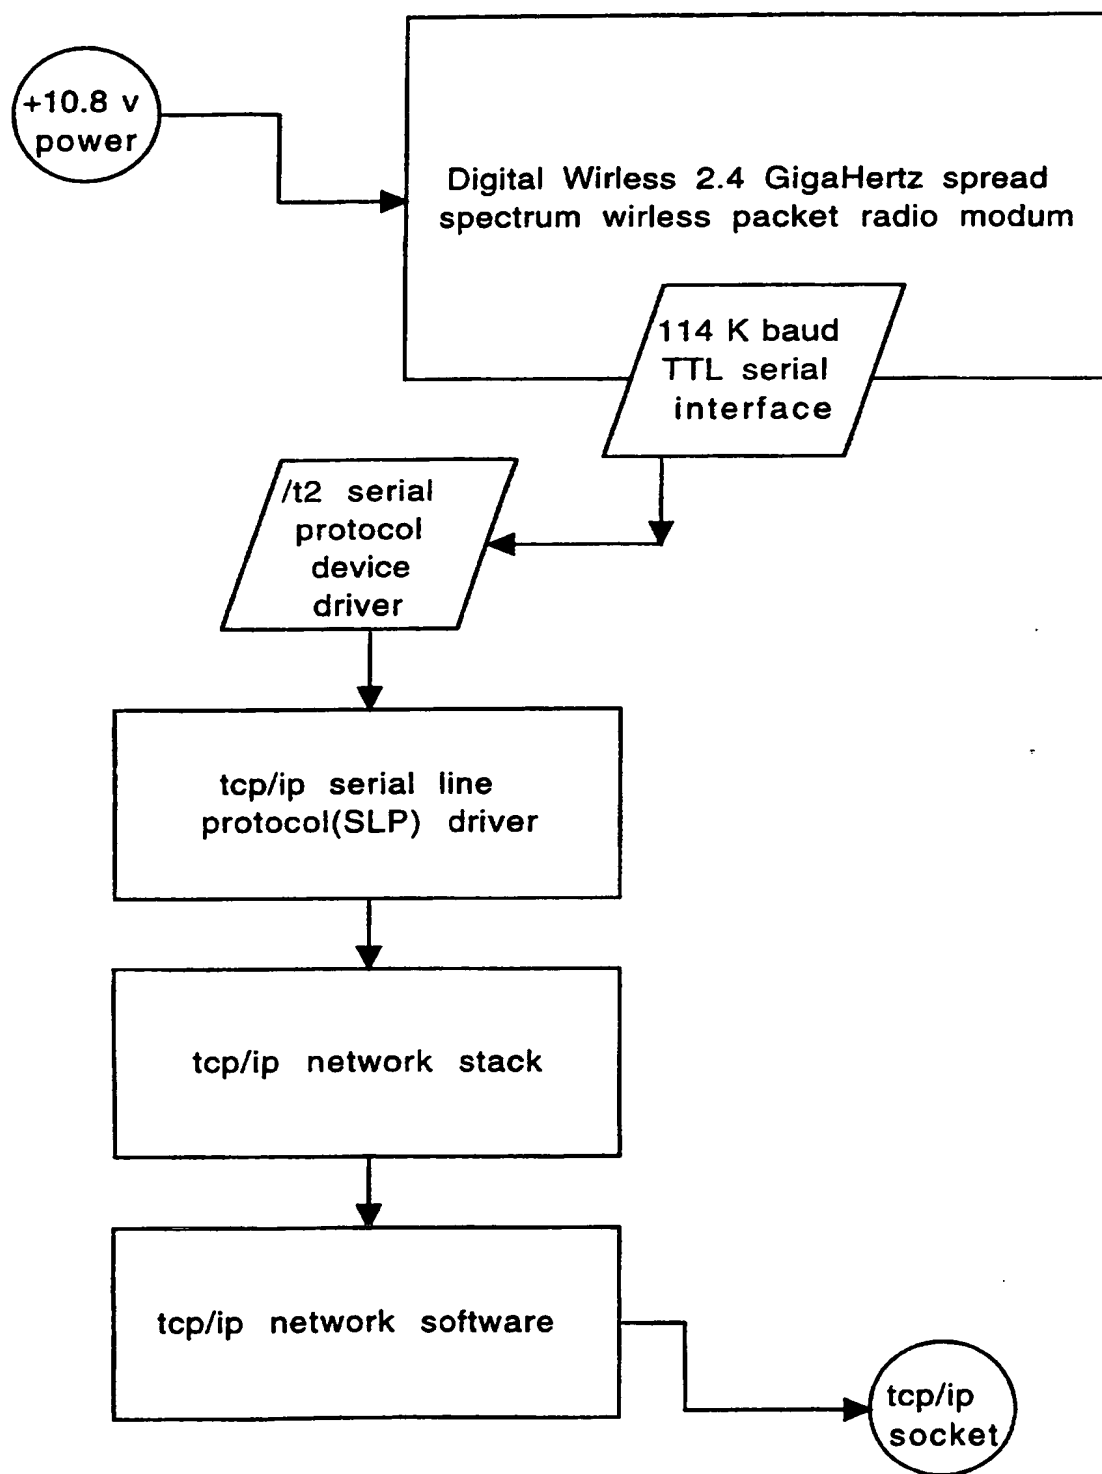 +10.8 v
power
Digital Wirless 2.4 GigaHertz spread
spectrum wirless packet radio modum
114 K baud
TTL serial
interface
/t2 serial
protocol
device
driver
tcp/ip serial line
protocol(SLP) driver
tcp/ip network stack
tcp/ip network software
tcp/ip
socket